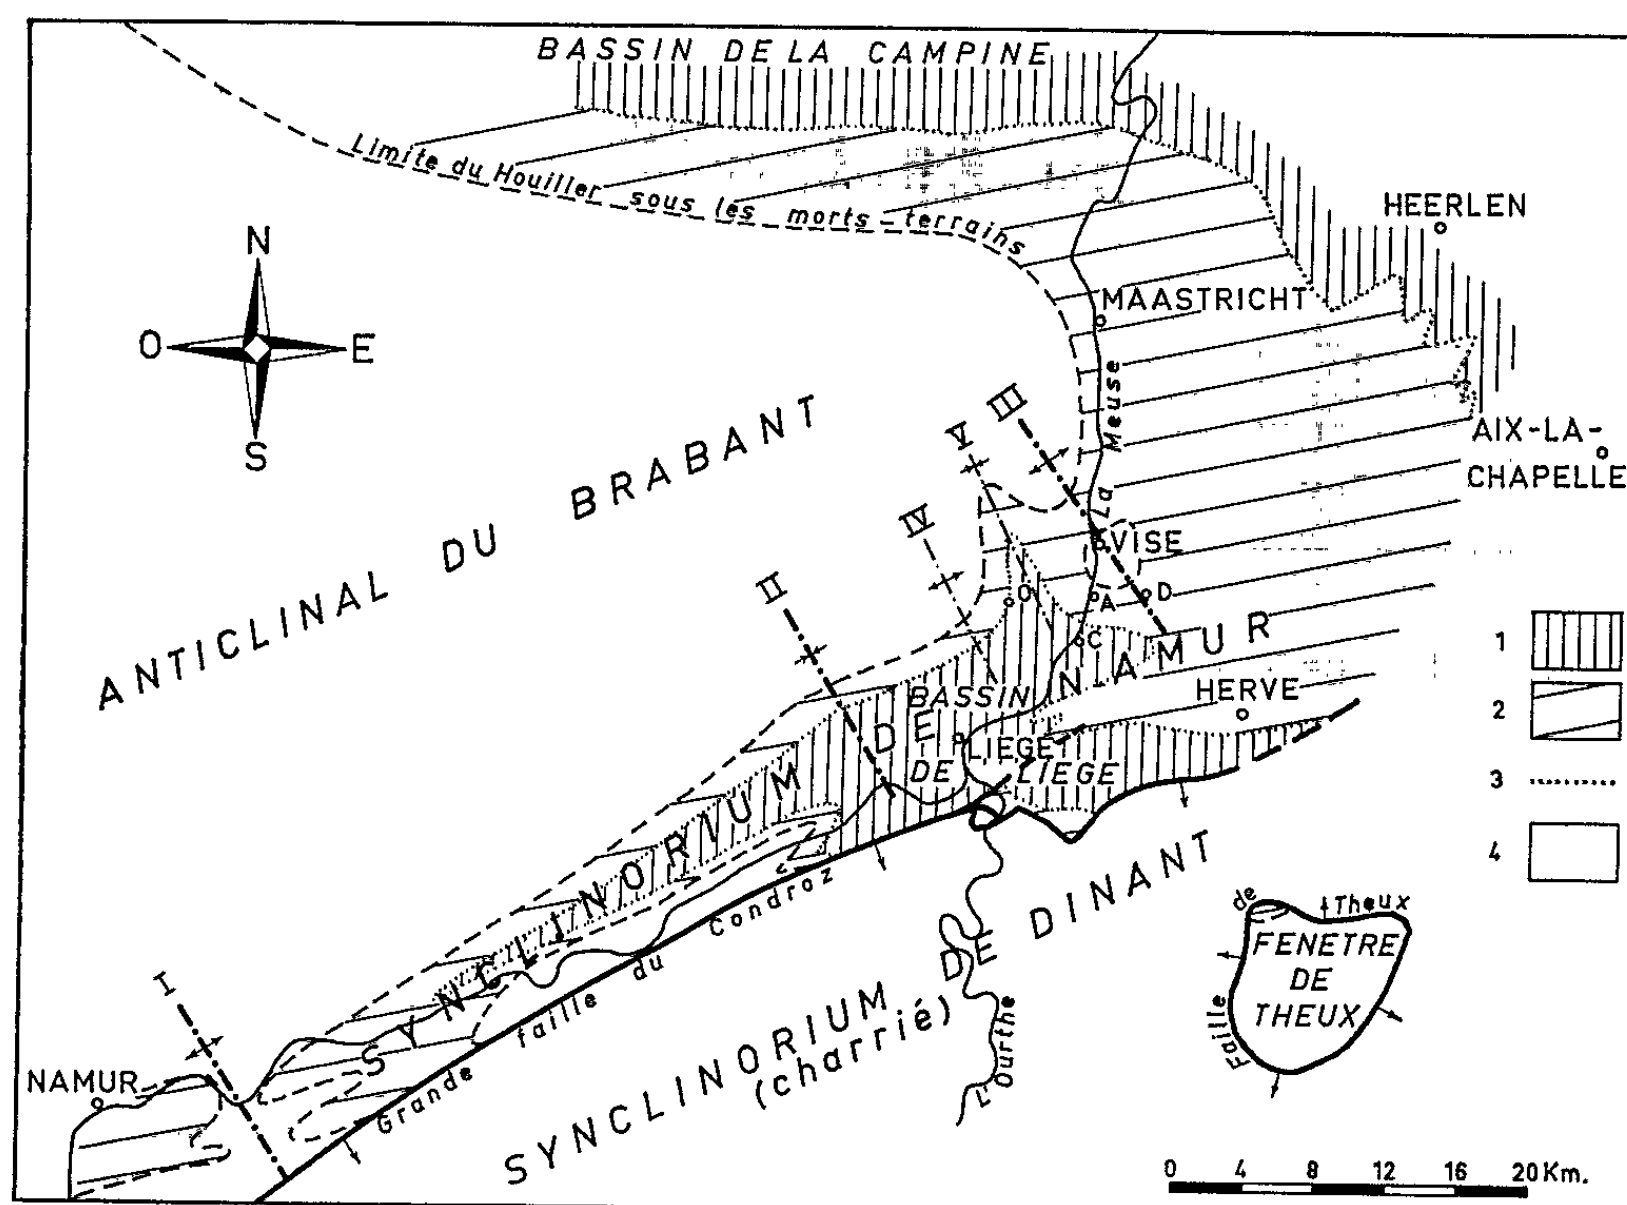 BASSIN DE LA CAMPINE
Limite du Houiller sous les morts-terrains
HEERLEN
N
O
E
S
MAASTRICHT
La Meuse
AIX-LA-
CHAPELLE
ANTICLINAL DU BRABANT
III
V
IV
II
I
VISE
O
A
D
C
SYNCLINORIUM DE NAMUR
HERVE
BASSIN
DE LIEGE
LIEGE
1
2
3
4
Grande faille du Condroz
SYNCLINORIUM DE DINANT
(charrié)
L'Ourthe
NAMUR
Faille de Theux
FENETRE
DE
THEUX
0 4 8 12 16 20 Km.